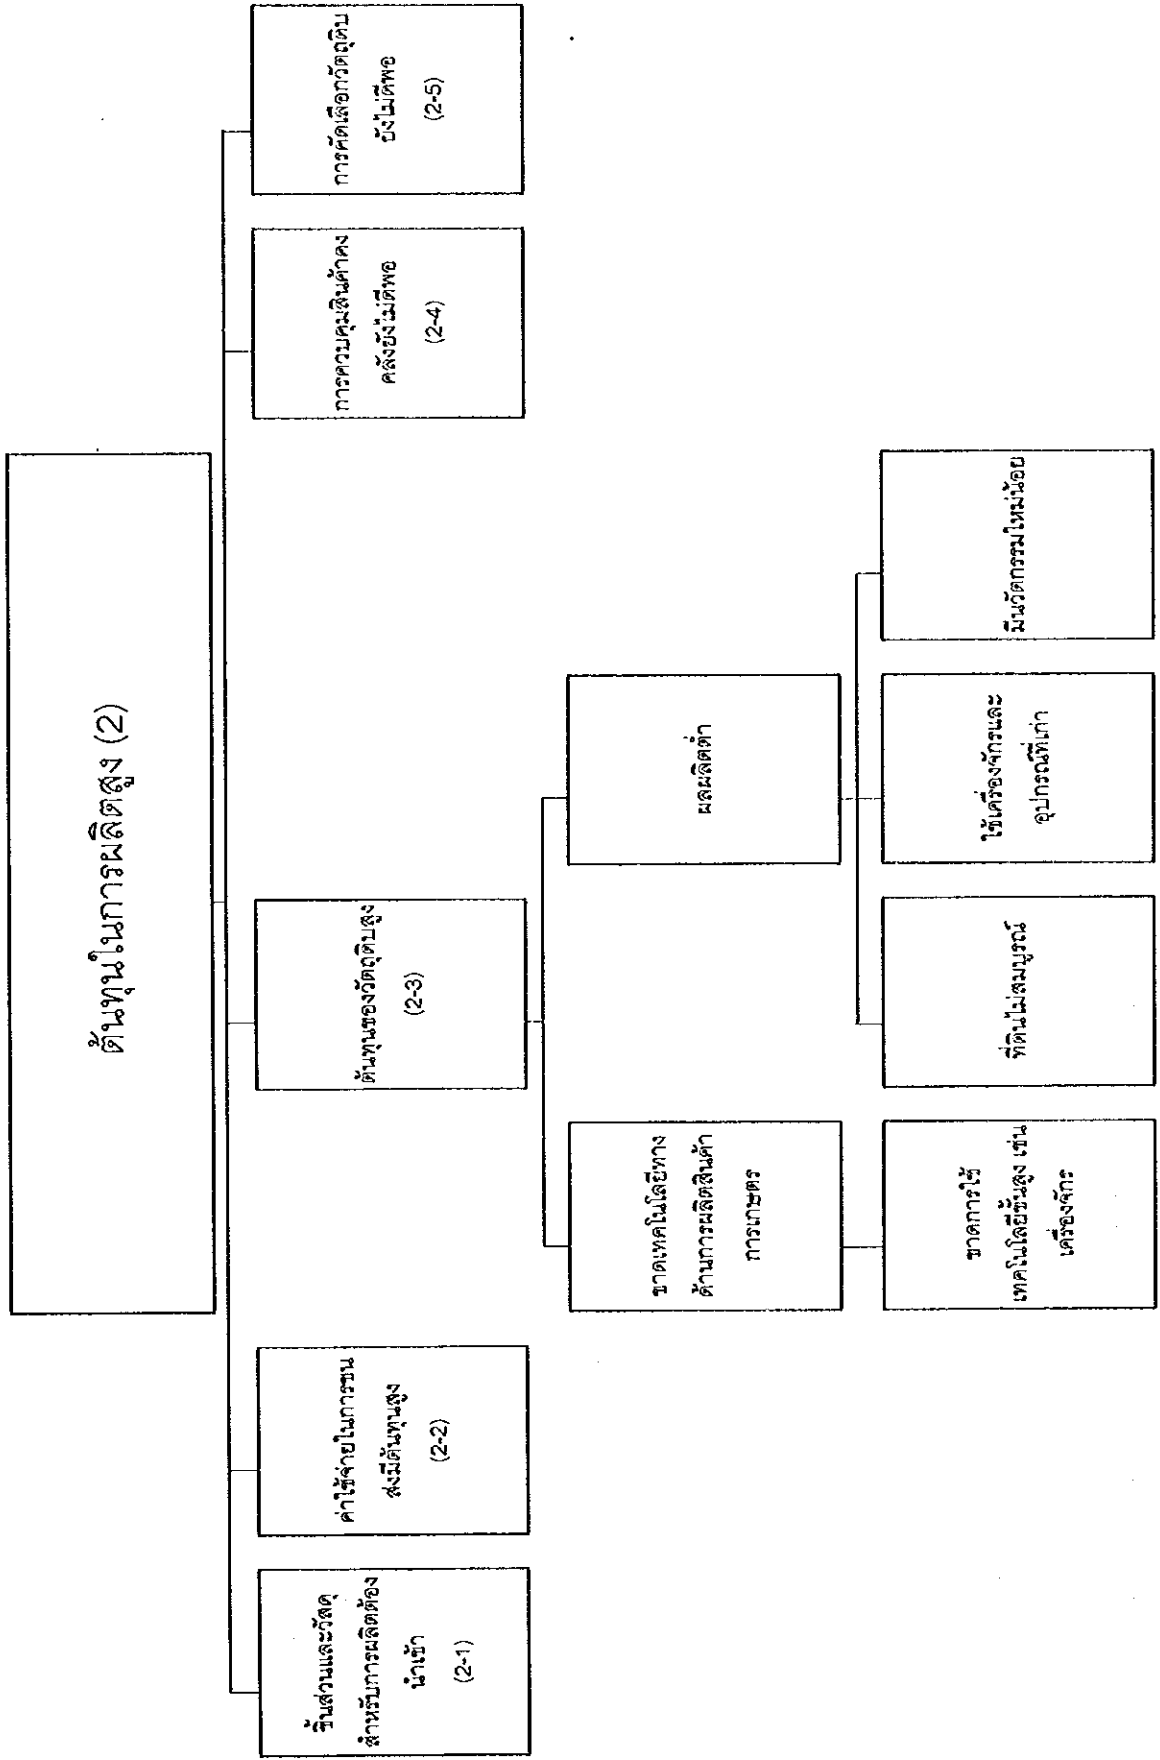 ต้นทุนในการผลิตสูง (2)
ชิ้นส่วนและวัสดุ
สำหรับการผลิตต้อง
นำเข้า
(2-1)
ค่าใช้จ่ายในการขน
ส่งมีต้นทุนสูง
(2-2)
ต้นทุนของวัตถุดิบสูง
(2-3)
การควบคุมสินค้าคง
คลังยังไม่ดีพอ
(2-4)
การคัดเลือกวัตถุดิบ
ยังไม่ดีพอ
(2-5)
ขาดเทคโนโลยีทาง
ด้านการผลิตสินค้า
การเกษตร
ผลผลิตต่ำ
ขาดการใช้
เทคโนโลยีขั้นสูง เช่น
เครื่องจักร
ที่ดินไม่สมบูรณ์
ใช้เครื่องจักรและ
อุปกรณ์ที่เก่า
มีนวัตกรรมใหม่น้อย